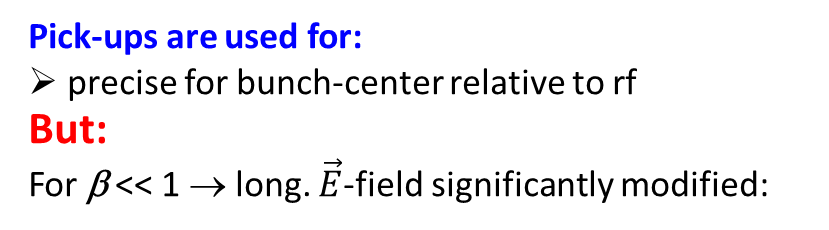 Pick-ups are used for:
➢ precise for bunch-center relative to rf
But:
For β<< 1 → long. E⃗-field significantly modified: